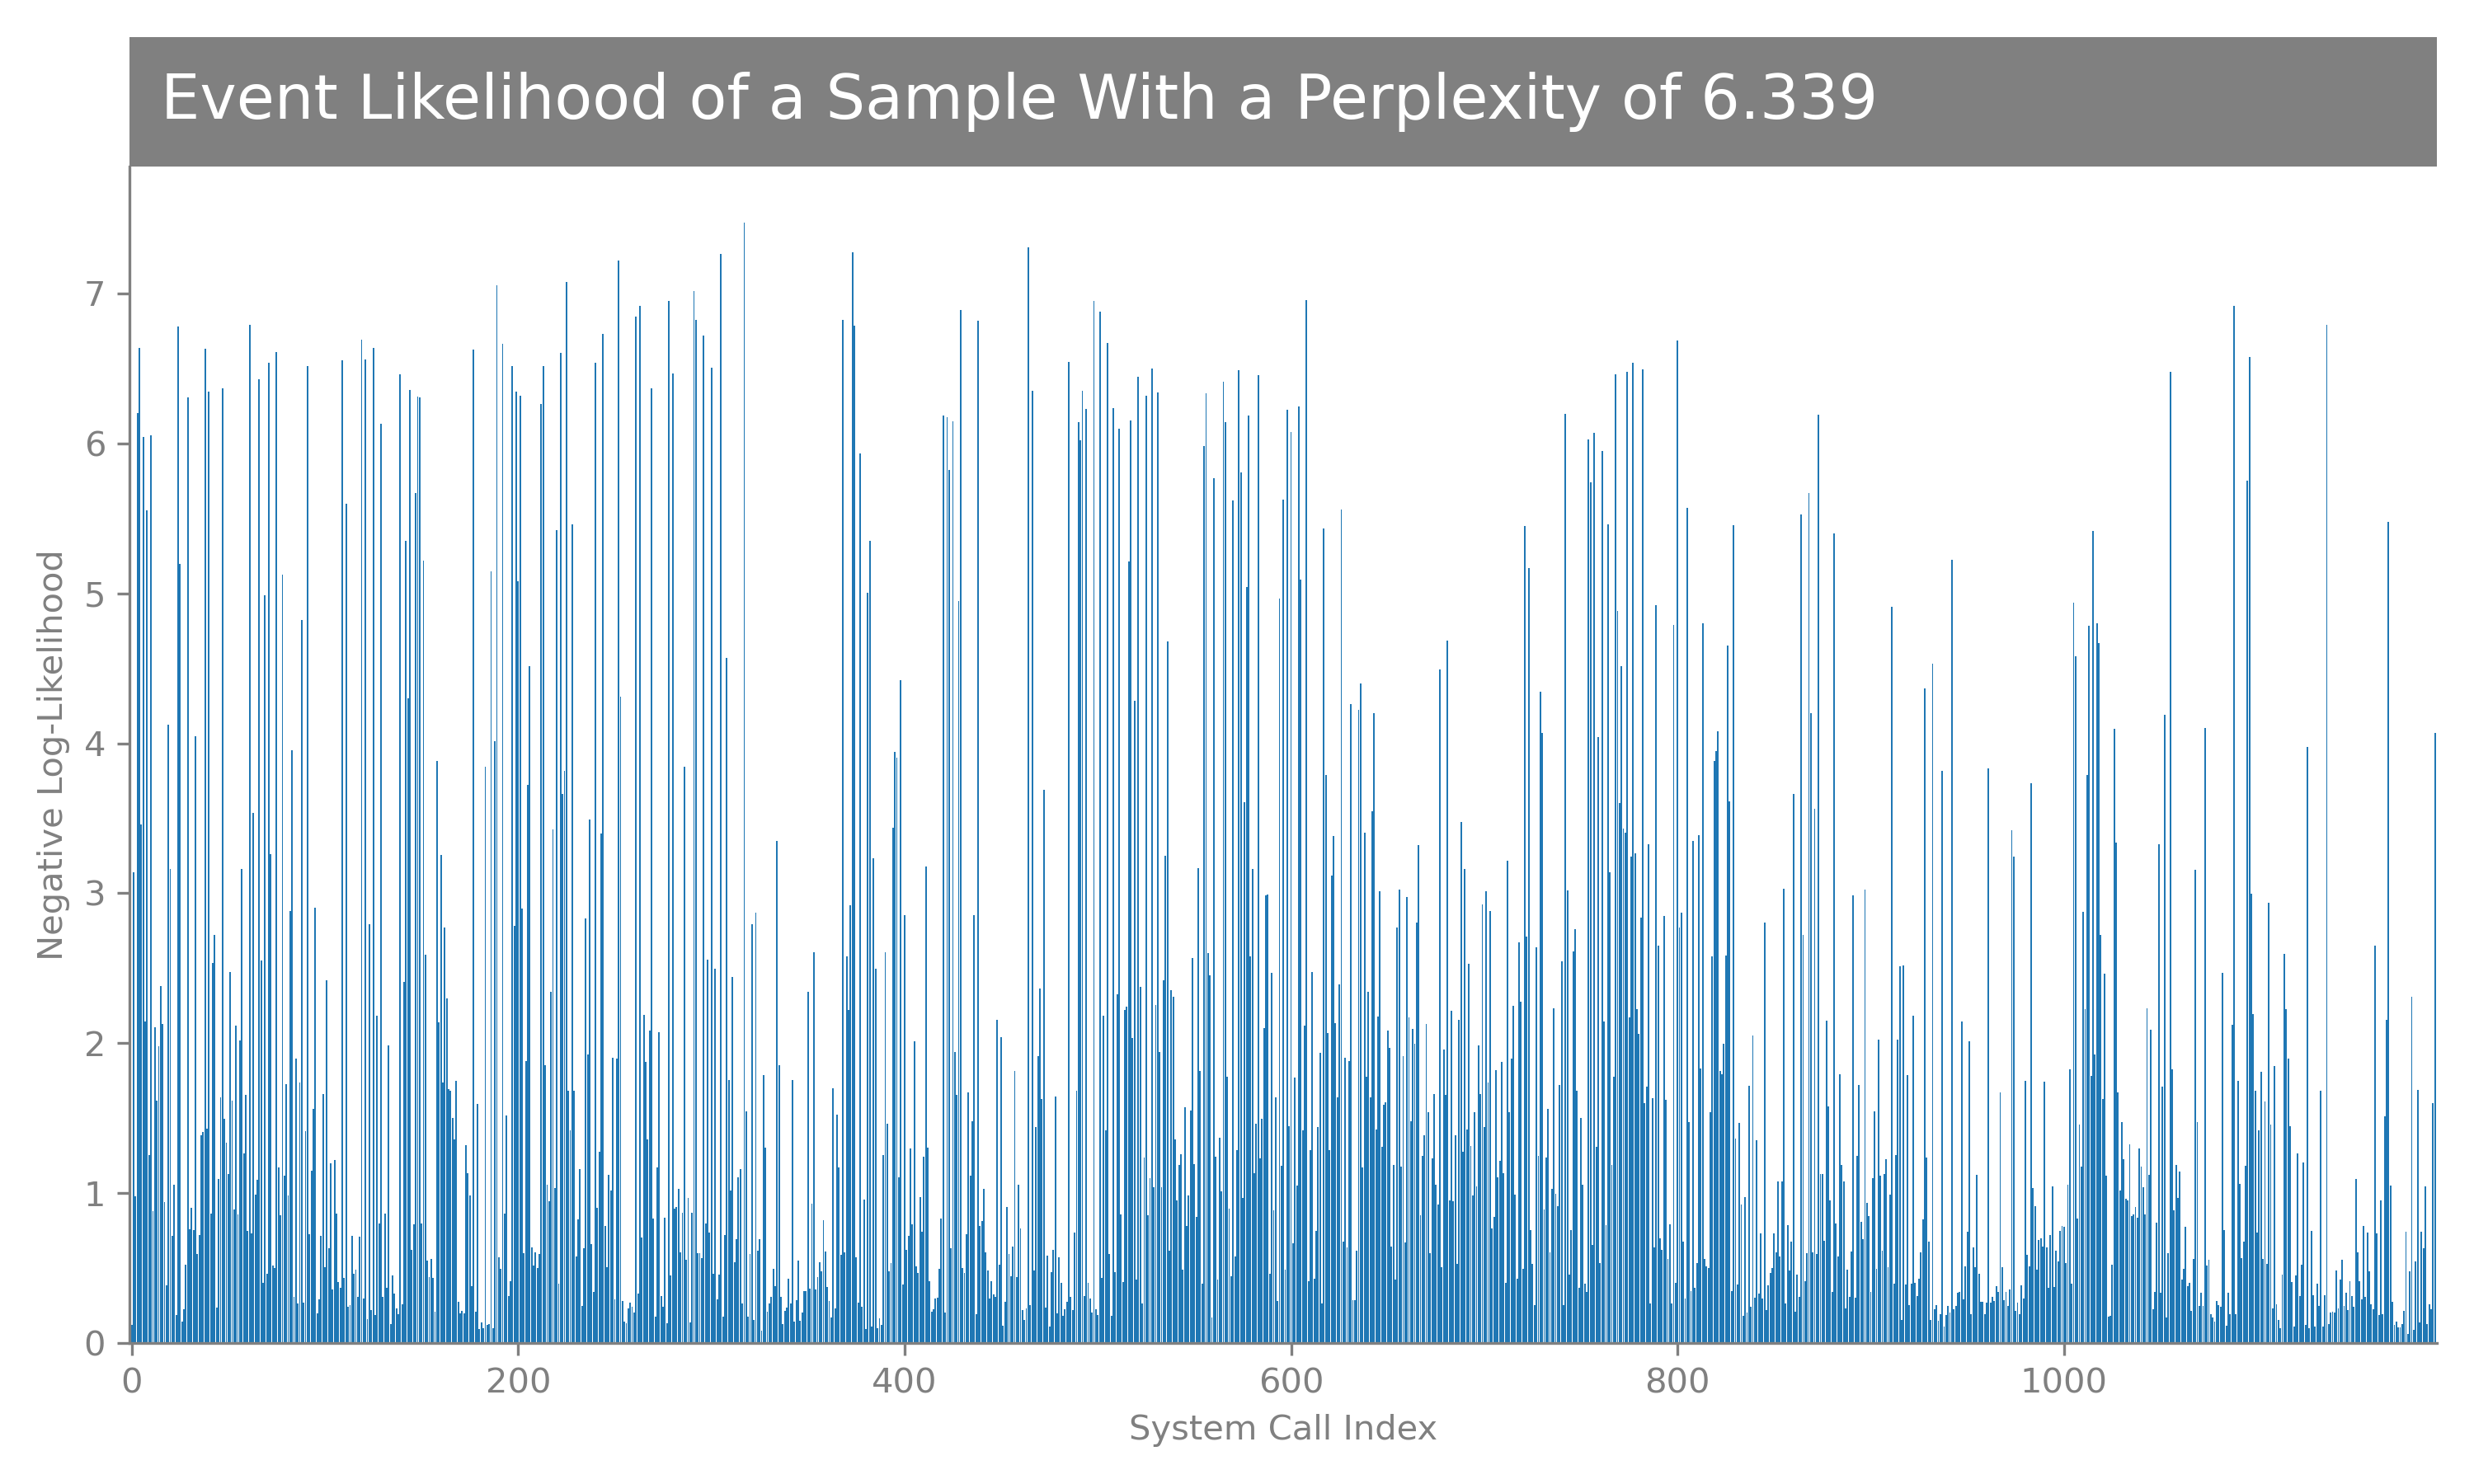 Event Likelihood of a Sample With a Perplexity of 6.339
Negative Log-Likelihood
7
6
5
4
3
2
1
0
0 200 400 600 800 1000
System Call Index